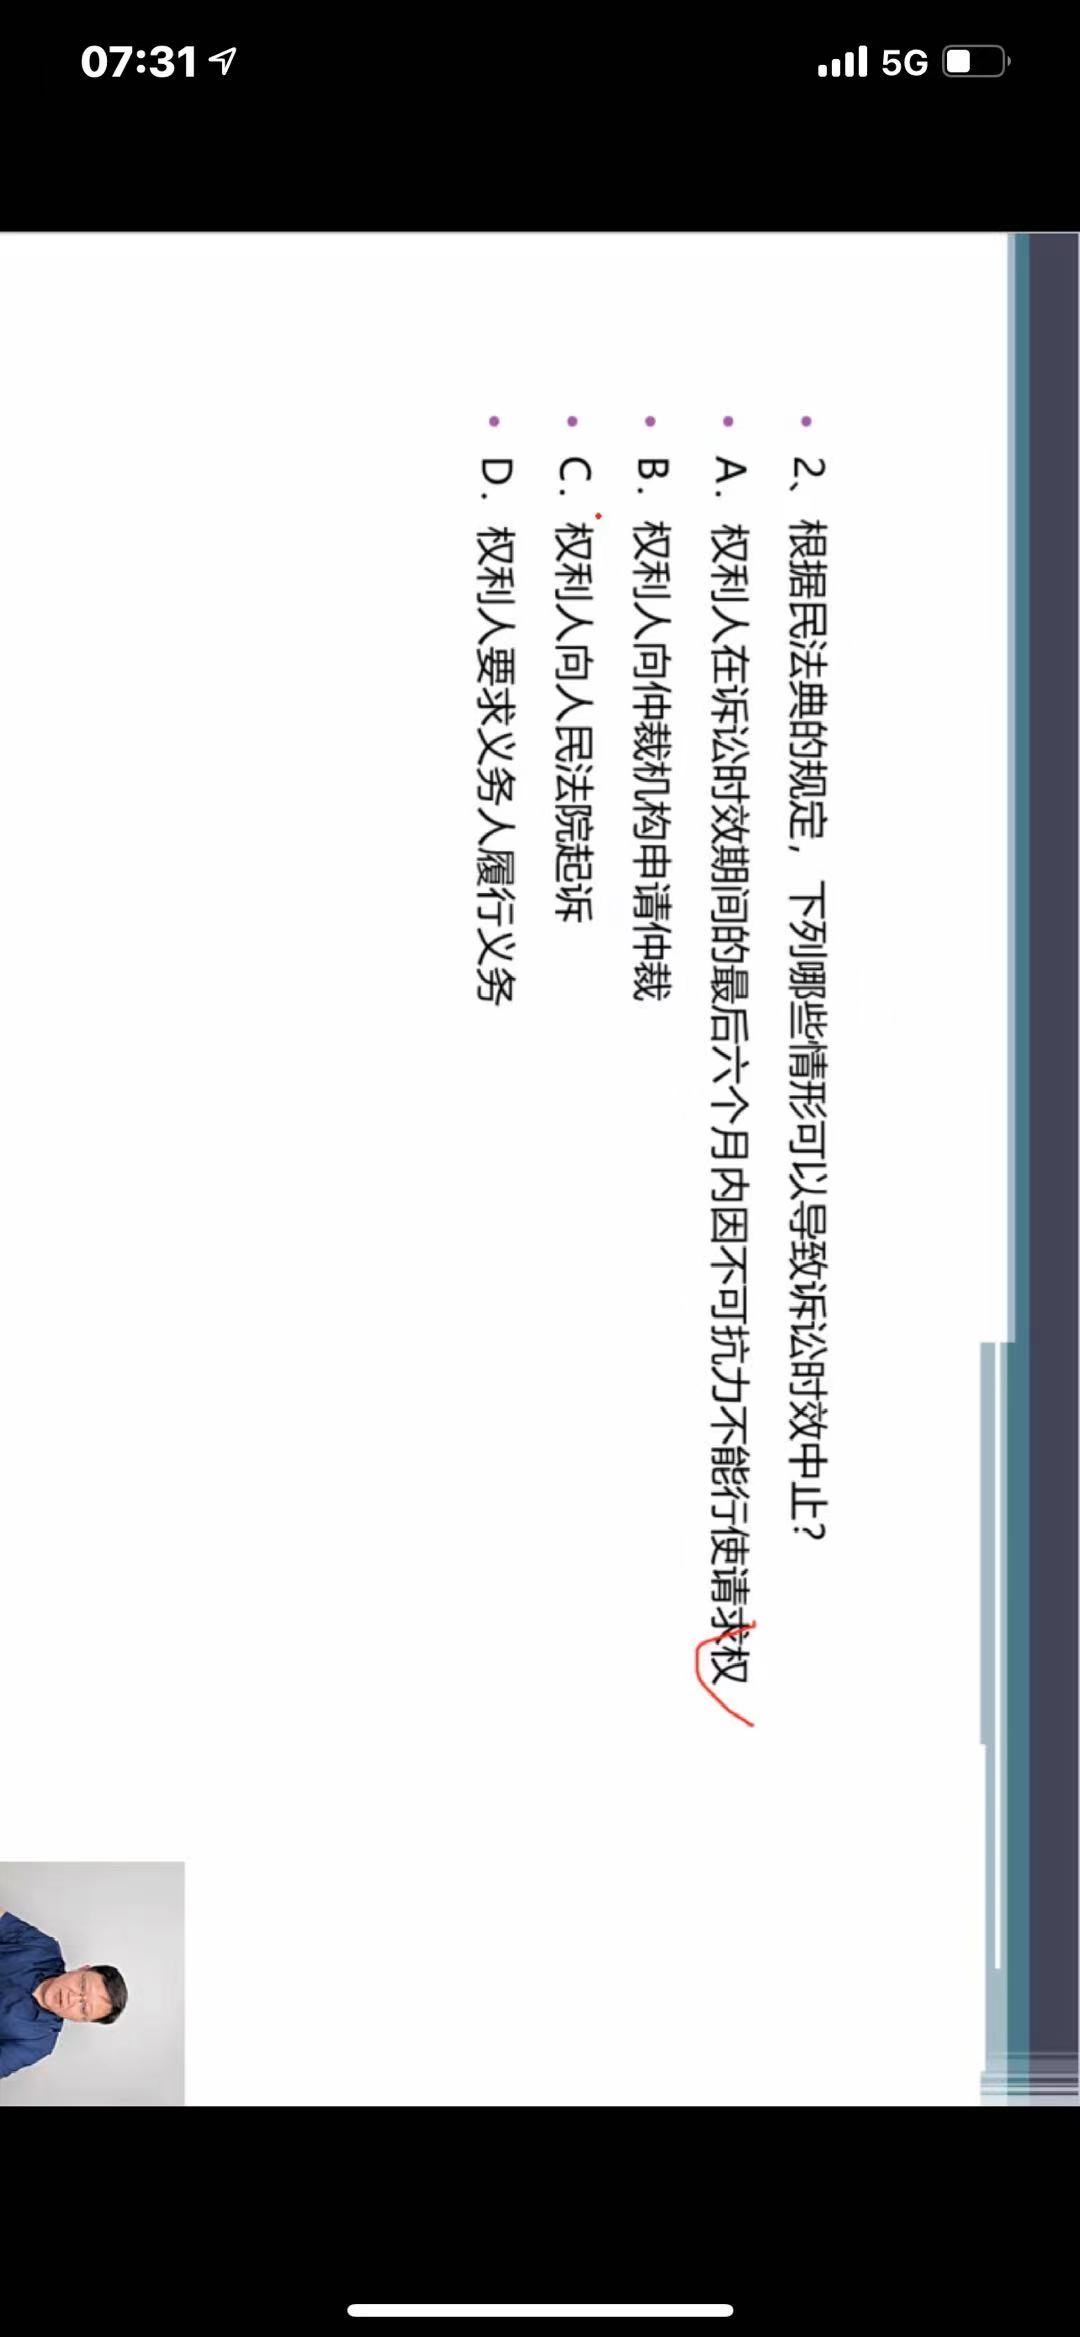 07:31
5G
2、根据民法典的规定，下列哪些情形可以导致诉讼时效中止？
A．权利人在诉讼时效期间的最后六个月内因不可抗力不能行使请求权
B．权利人向仲裁机构申请仲裁
C．权利人向人民法院起诉
D．权利人要求义务人履行义务